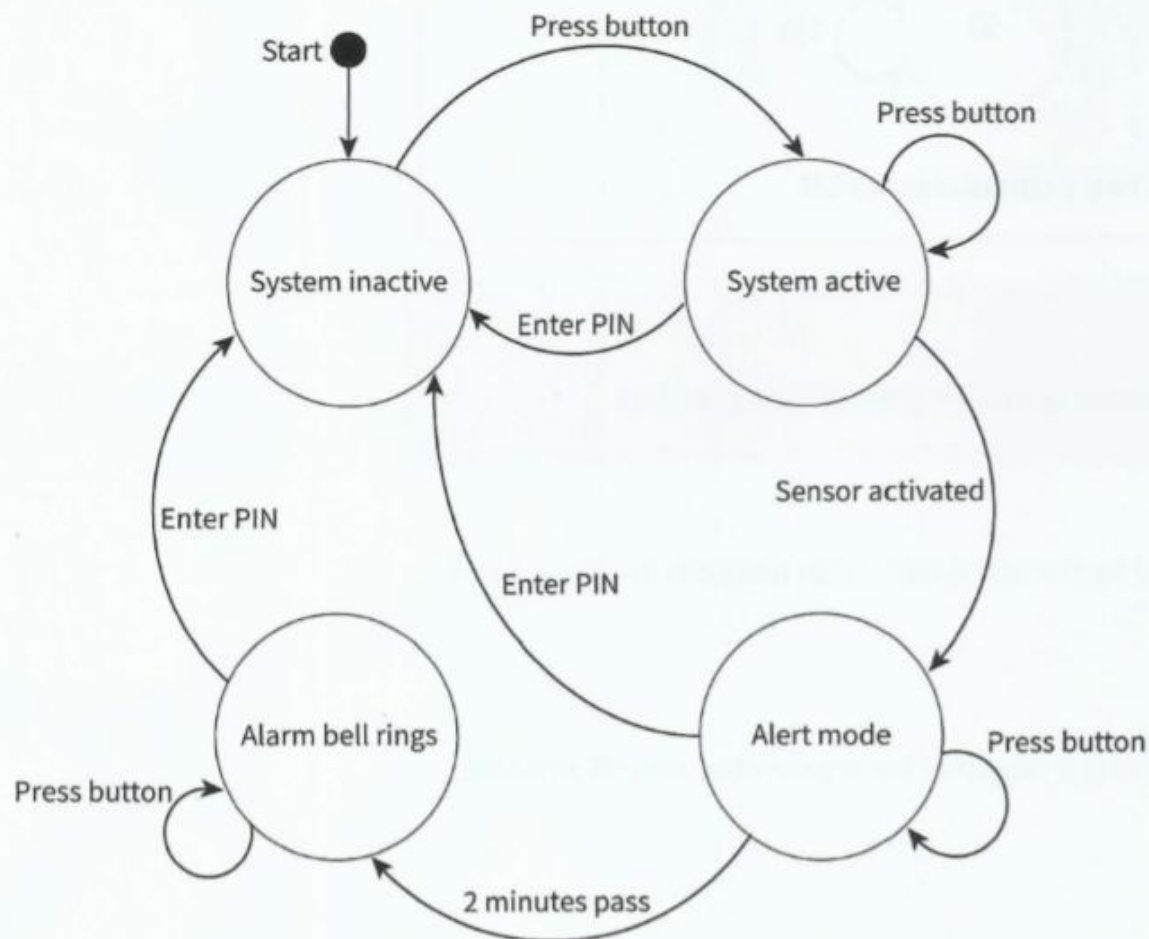 Press button
Start
Press button
System inactive
System active
Enter PIN
Sensor activated
Enter PIN
Enter PIN
Alarm bell rings
Alert mode
Press button
Press button
2 minutes pass